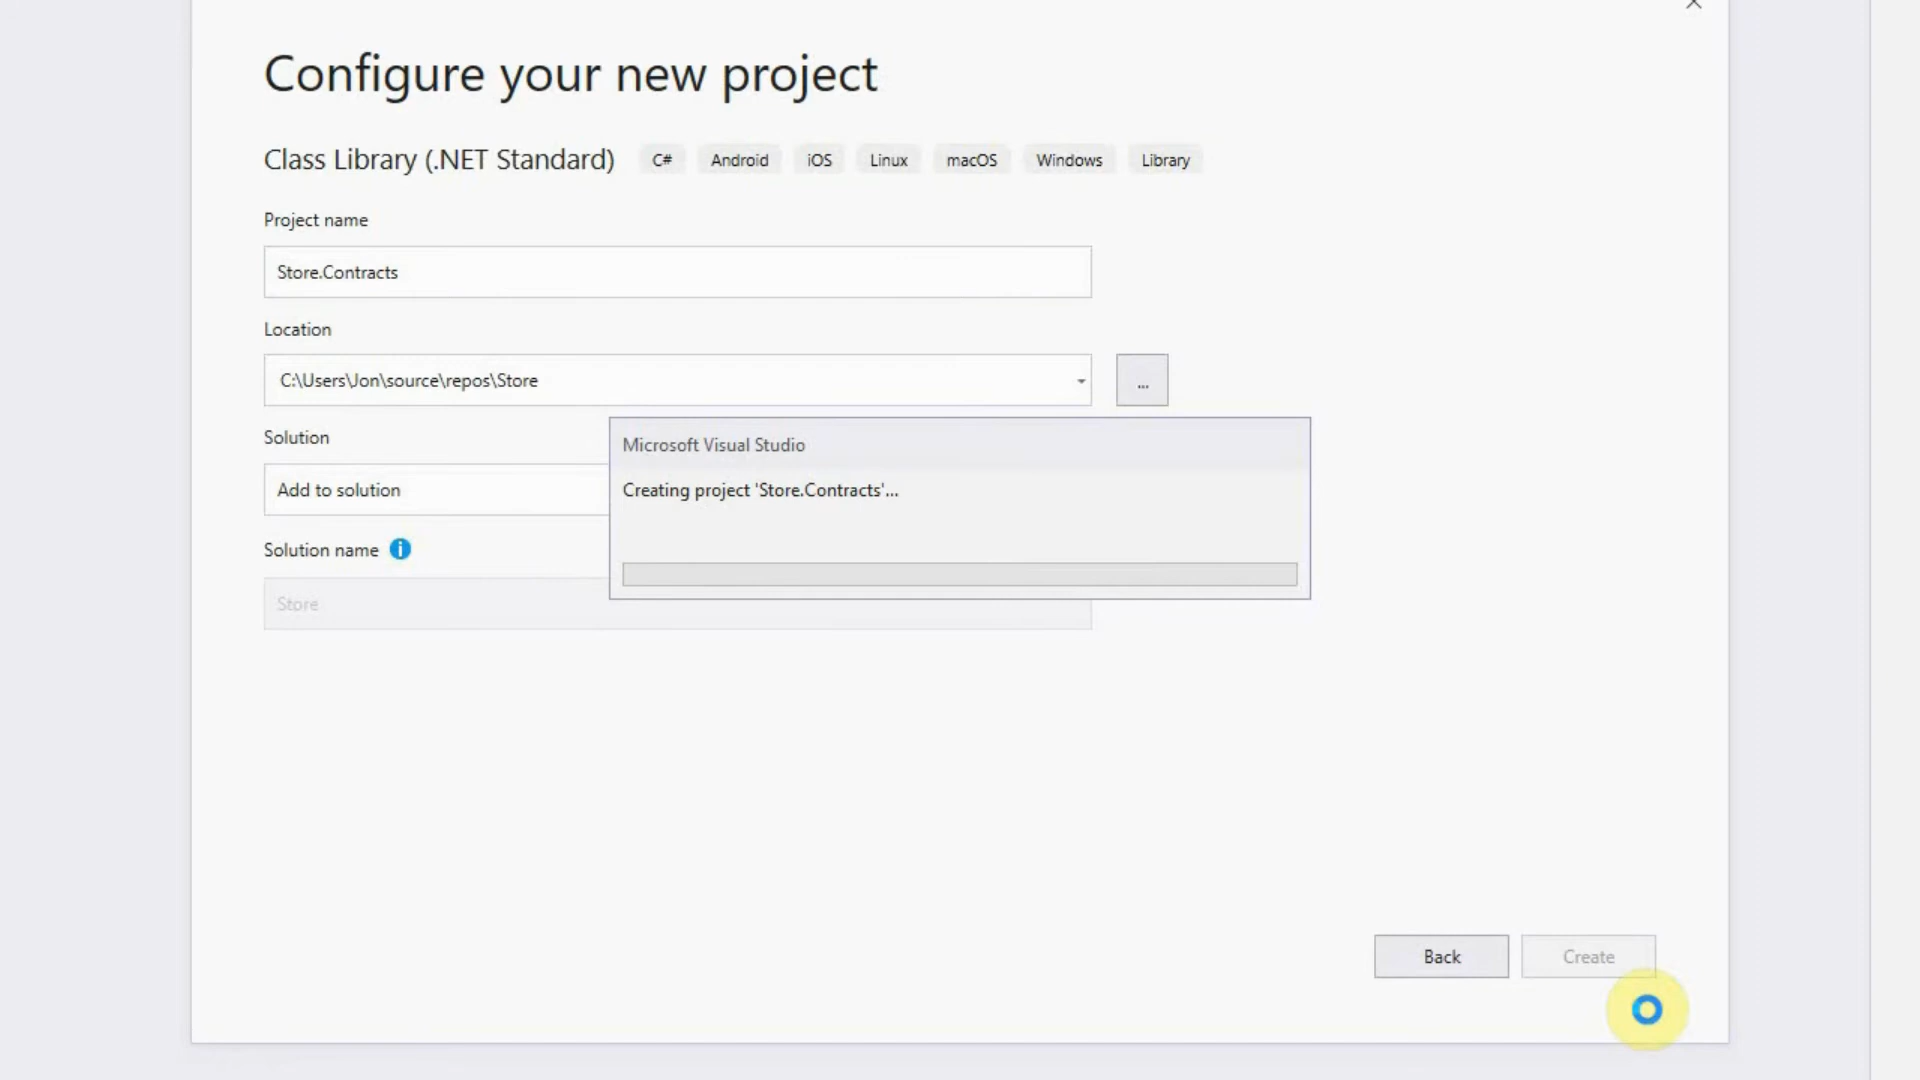 Configure your new project
Class Library (.NET Standard) C# Android iOS Linux macOS Windows Library
Project name
Store.Contracts
Location
C:\Users\Jon\source\repos\Store
...
Solution
Microsoft Visual Studio
Add to solution
Creating project 'Store.Contracts'...
Solution name
Store
Back Create